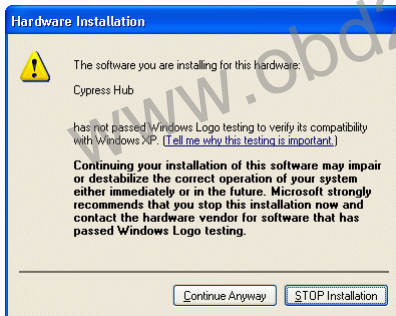 Hardware Installation
The software you are installing for this hardware:
Cypress Hub
has not passed Windows Logo testing to verify its compatibility
with Windows XP. (Tell me why this testing is important.)
Continuing your installation of this software may impair
or destabilize the correct operation of your system
either immediately or in the future. Microsoft strongly
recommends that you stop this installation now and
contact the hardware vendor for software that has
passed Windows Logo testing.
Continue Anyway
STOP Installation
www.obd2